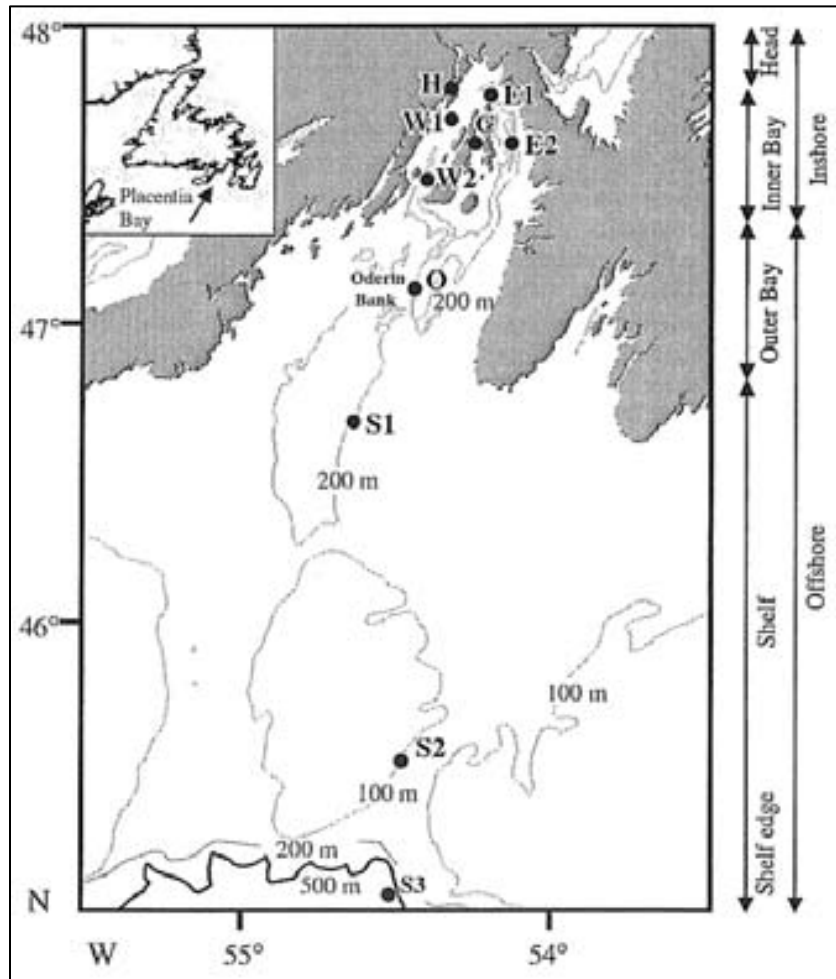 48°
Placentia
Bay
H
E1
W1
C
E2
W2
Oderin
Bank
O
200 m
47°
S1
200 m
46°
100 m
S2
100 m
200 m
500 m
S3
N
W
55°
54°
Head
Inner Bay
Outer Bay
Shelf
Shelf edge
Inshore
Offshore